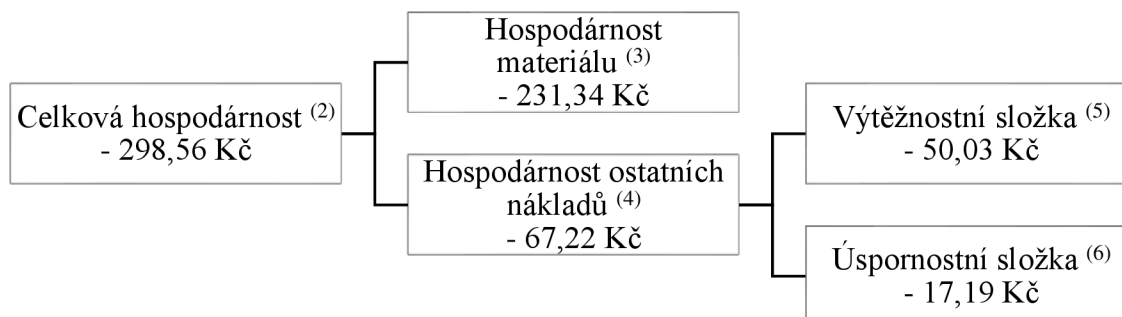 Celková hospodárnost (2)
- 298,56 Kč
Hospodárnost
materiálu (3)
- 231,34 Kč
Hospodárnost ostatních
nákladů (4)
- 67,22 Kč
Výtěžnostní složka (5)
- 50,03 Kč
Úspornostní složka (6)
- 17,19 Kč